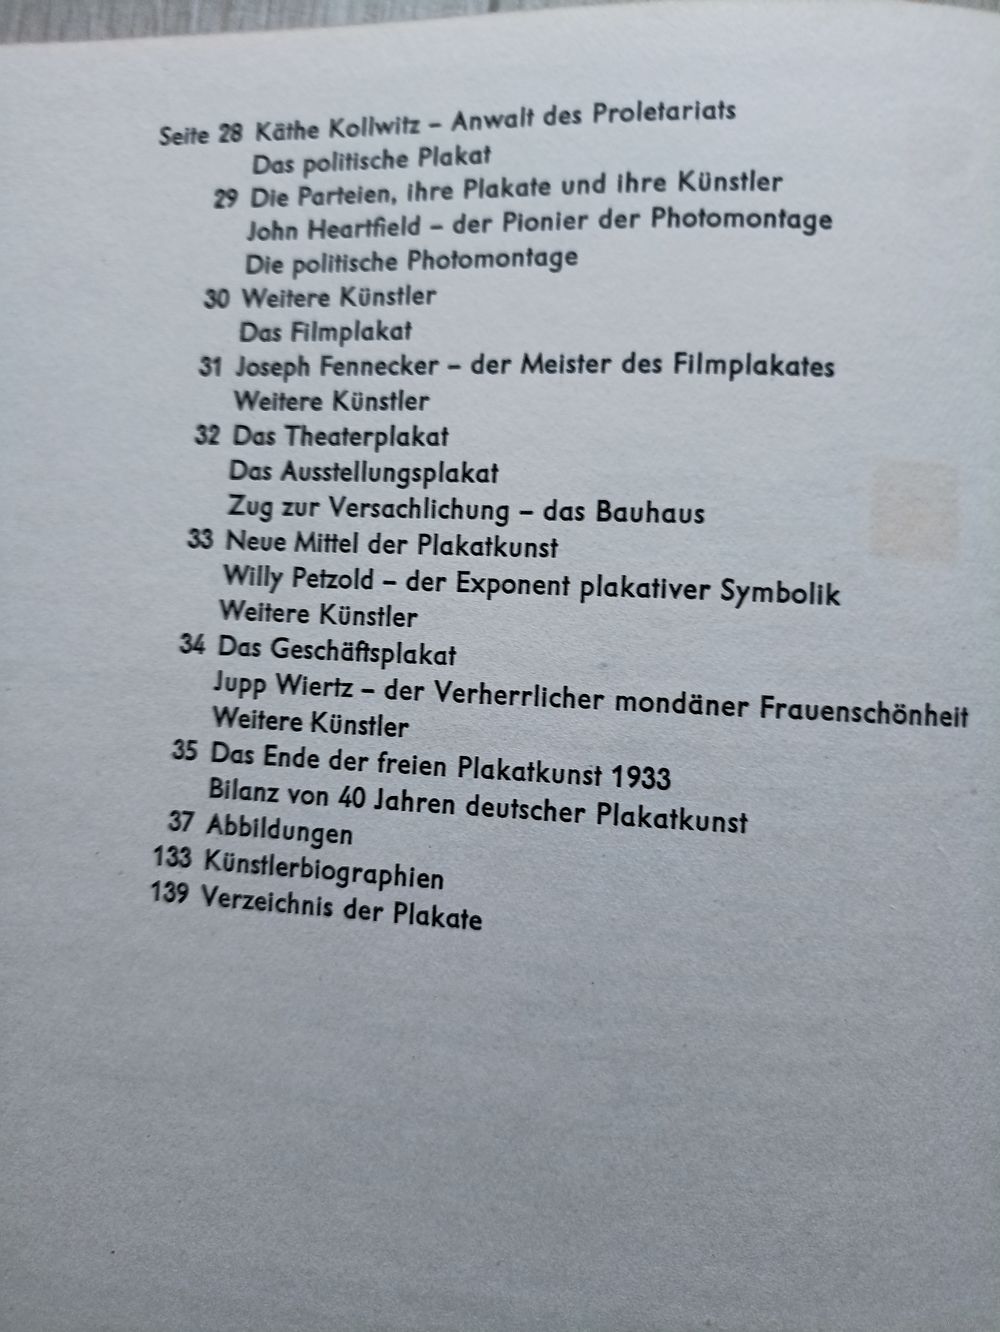 Seite 28 Käthe Kollwitz – Anwalt des Proletariats
Das politische Plakat
29 Die Parteien, ihre Plakate und ihre Künstler
John Heartfield – der Pionier der Photomontage
Die politische Photomontage
30 Weitere Künstler
Das Filmplakat
31 Joseph Fennecker – der Meister des Filmplakates
Weitere Künstler
32 Das Theaterplakat
Das Ausstellungsplakat
Zug zur Versachlichung – das Bauhaus
33 Neue Mittel der Plakatkunst
Willy Petzold – der Exponent plakativer Symbolik
Weitere Künstler
34 Das Geschäftsplakat
Jupp Wiertz – der Verherrlicher mondäner Frauenschönheit
Weitere Künstler
35 Das Ende der freien Plakatkunst 1933
Bilanz von 40 Jahren deutscher Plakatkunst
37 Abbildungen
133 Künstlerbiographien
139 Verzeichnis der Plakate